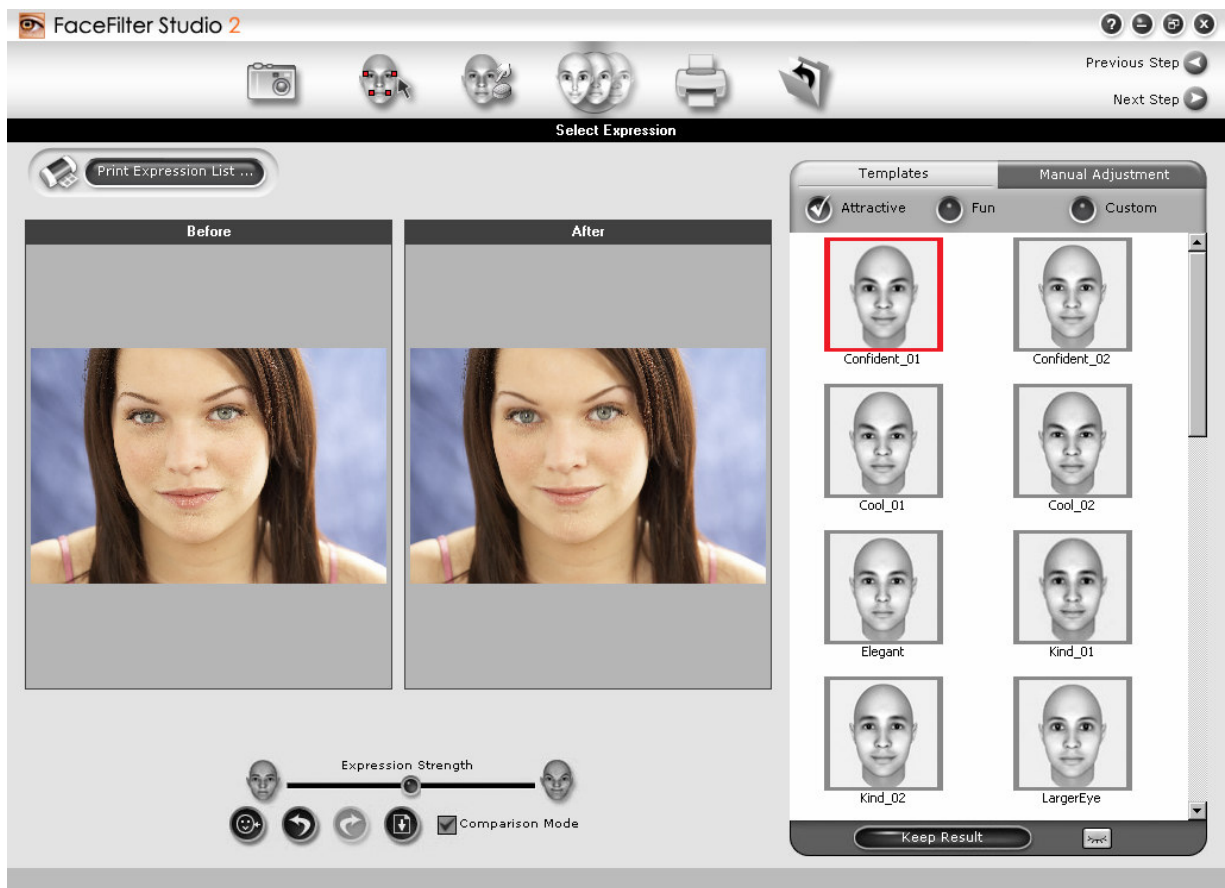 FaceFilter Studio 2
?
Previous Step
Next Step
Select Expression
Print Expression List ...
Templates
Manual Adjustment
Attractive
Fun
Custom
Before
After
Confident_01
Confident_02
Cool_01
Cool_02
Elegant
Kind_01
Kind_02
LargerEye
Expression Strength
Comparison Mode
Keep Result